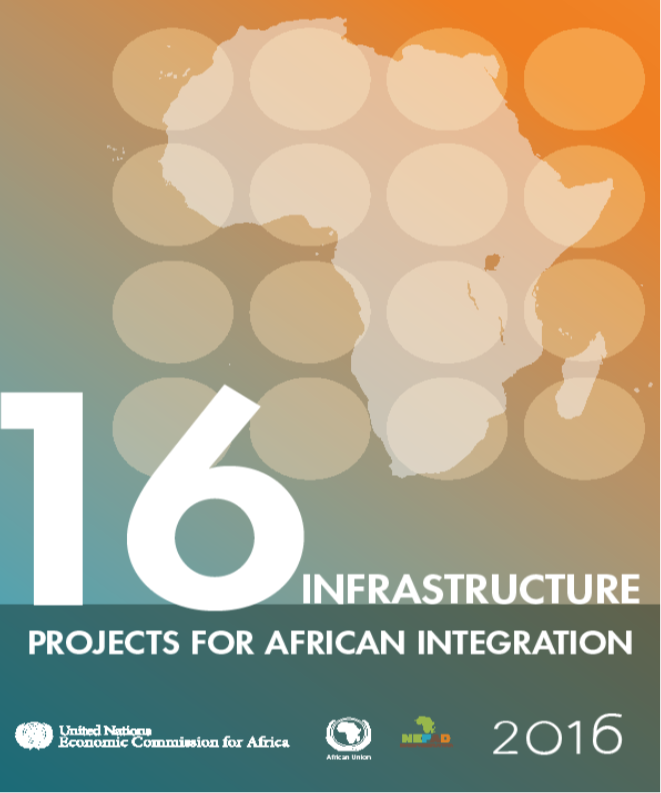 16
INFRASTRUCTURE
PROJECTS FOR AFRICAN INTEGRATION
United Nations
Economic Commission for Africa
African Union
2016